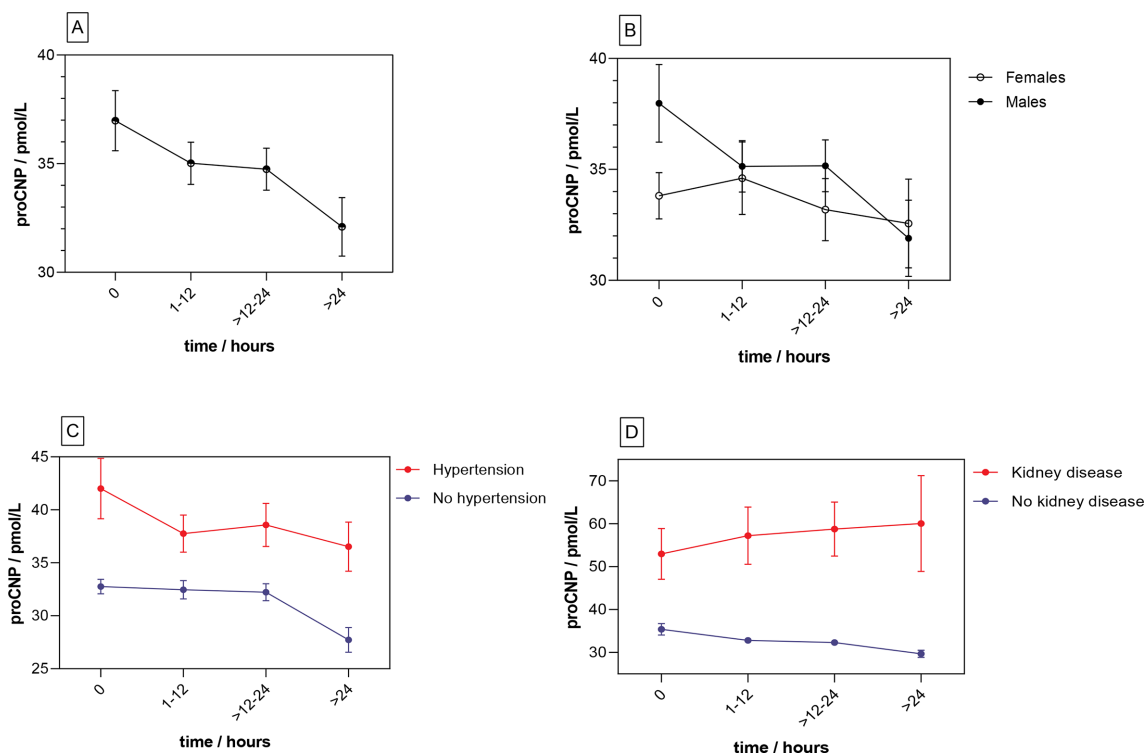 A
40
35
30
proCNP / pmol/L
0
1-12
>12-24
>24
time / hours
B
40
35
30
proCNP / pmol/L
0
1-12
>12-24
>24
time / hours
Females
Males
C
45
40
35
30
25
proCNP / pmol/L
0
1-12
>12-24
>24
time / hours
Hypertension
No hypertension
D
70
60
50
40
30
proCNP / pmol/L
0
1-12
>12-24
>24
time / hours
Kidney disease
No kidney disease